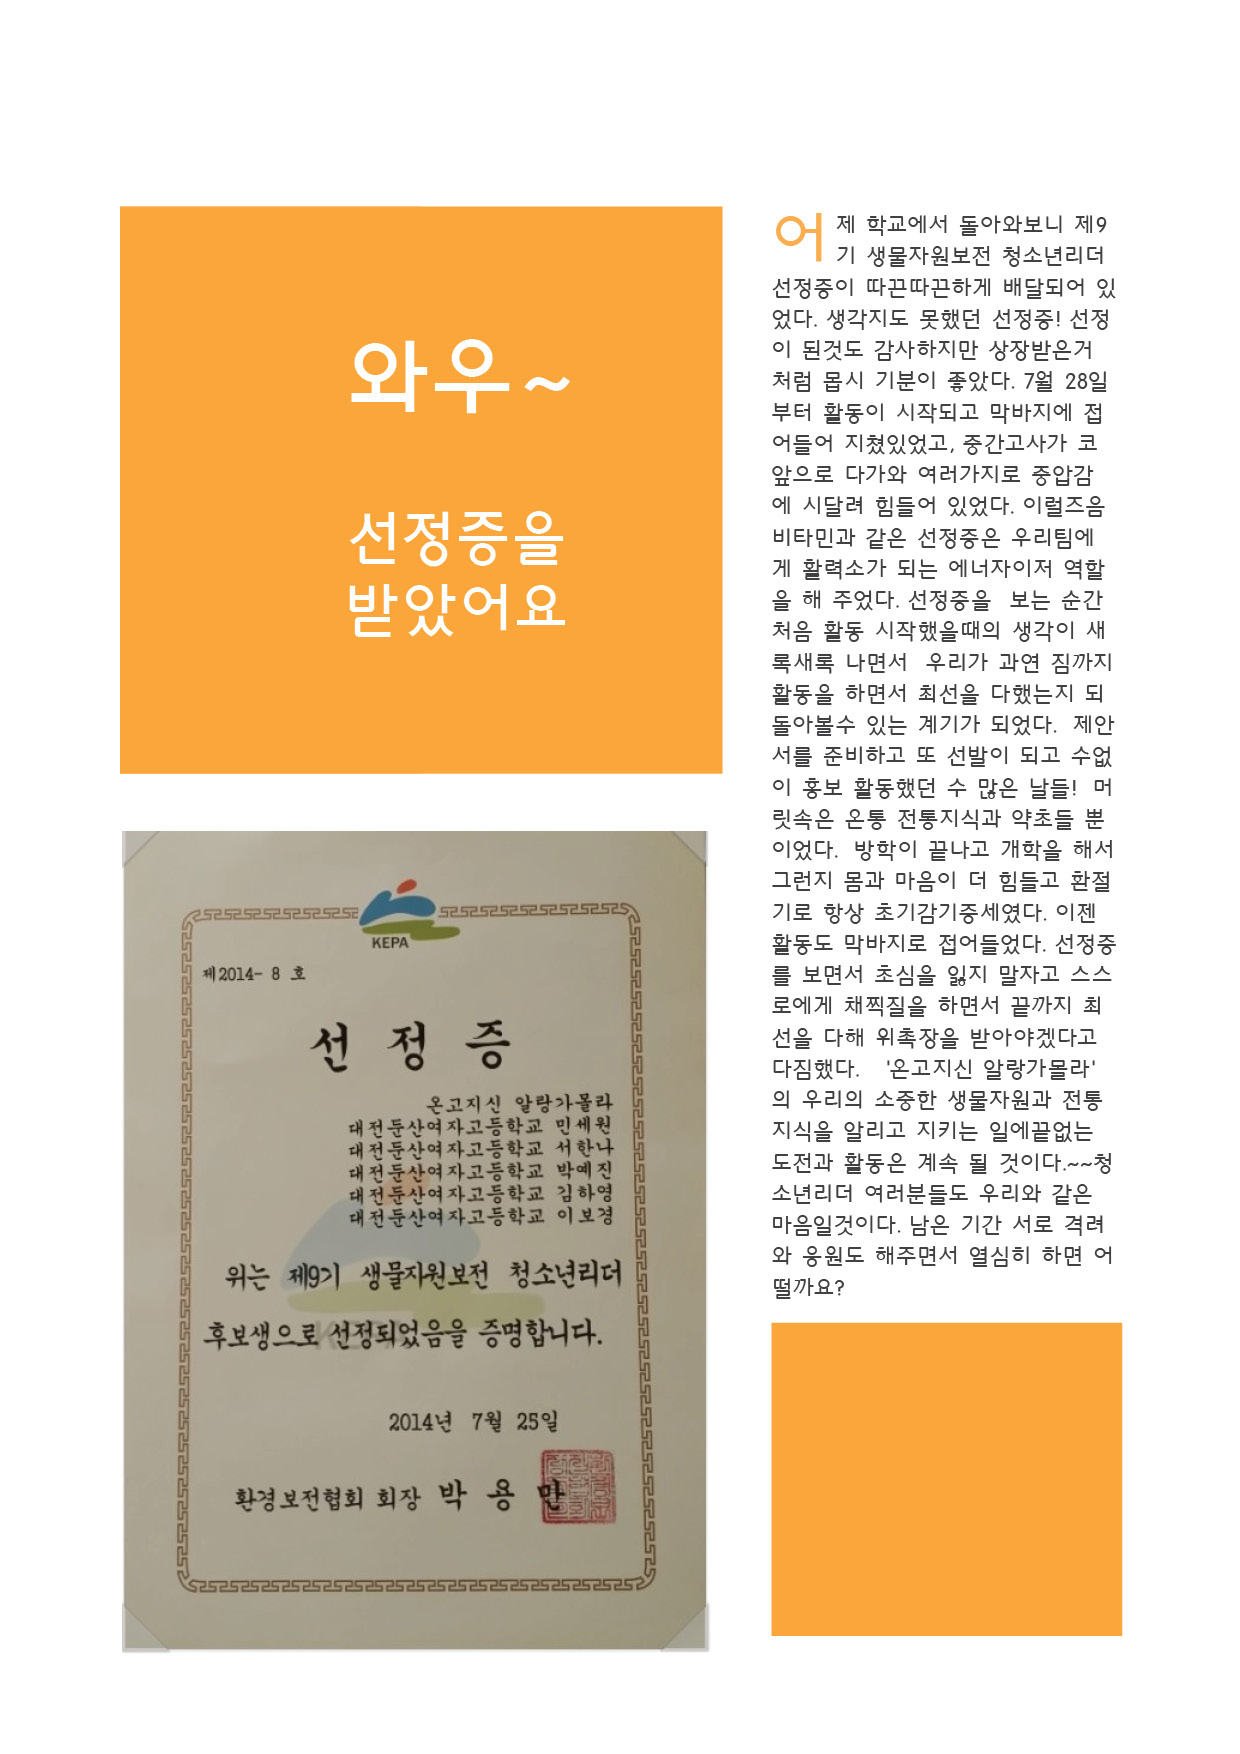 와우~
선정증을
받았어요
어제 학교에서 돌아와보니 제9
기 생물자원보전 청소년리더
선정증이 따끈따끈하게 배달되어 있
었다. 생각지도 못했던 선정증! 선정
이 된것도 감사하지만 상장받은거
처럼 몹시 기분이 좋았다. 7월 28일
부터 활동이 시작되고 막바지에 접
어들어 지쳤있었고, 중간고사가 코
앞으로 다가와 여러가지로 중압감
에 시달려 힘들어 있었다. 이럴즈음
비타민과 같은 선정증은 우리팀에
게 활력소가 되는 에너자이저 역할
을 해 주었다. 선정증을 보는 순간
처음 활동 시작했을때의 생각이 새
록새록 나면서 우리가 과연 짐까지
활동을 하면서 최선을 다했는지 되
돌아볼수 있는 계기가 되었다. 제안
서를 준비하고 또 선발이 되고 수없
이 홍보 활동했던 수 많은 날들! 머
릿속은 온통 전통지식과 약초들 뿐
이었다. 방학이 끝나고 개학을 해서
그런지 몸과 마음이 더 힘들고 환절
기로 항상 초기감기증세였다. 이젠
활동도 막바지로 접어들었다. 선정증
를 보면서 초심을 잃지 말자고 스스
로에게 채찍질을 하면서 끝까지 최
선을 다해 위촉장을 받아야겠다고
다짐했다. '온고지신 알랑가몰라'
의 우리의 소중한 생물자원과 전통
지식을 알리고 지키는 일에끝없는
도전과 활동은 계속 될 것이다.~~청
소년리더 여러분들도 우리와 같은
마음일것이다. 남은 기간 서로 격려
와 응원도 해주면서 열심히 하면 어
떨까요?
KEPA
제2014- 8 호
선 정 증
온고지신 알랑가몰라
대전둔산여자고등학교 민세원
대전둔산여자고등학교 서한나
대전둔산여자고등학교 박예진
대전둔산여자고등학교 김하영
대전둔산여자고등학교 이보경
위는 제9기 생물자원보전 청소년리더
후보생으로 선정되었음을 증명합니다.
KEPA
2014년 7월 25일
환경보전협회 회장 박 용 만